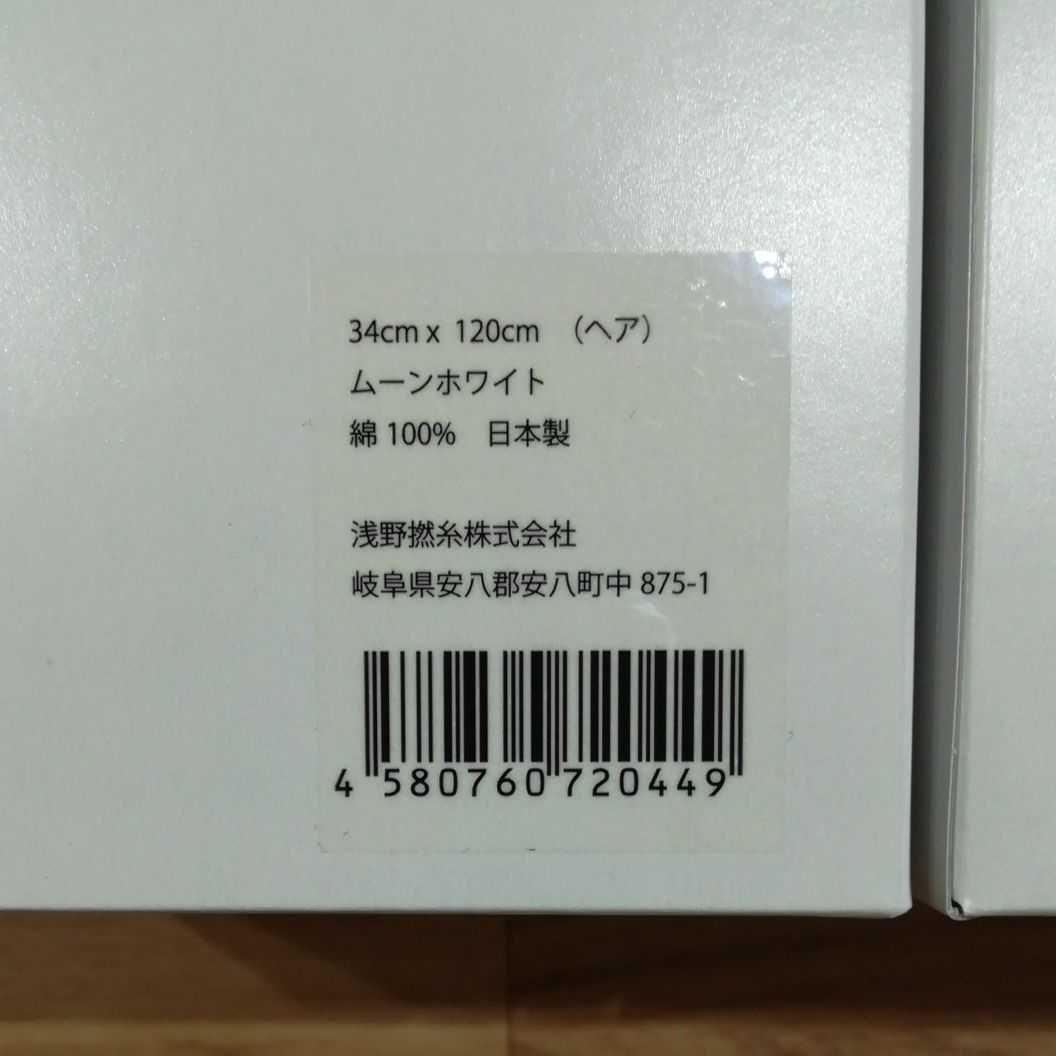 34cm x 120cm （ヘア）
ムーンホワイト
綿 100% 日本製
浅野撚糸株式会社
岐阜県安八郡安八町中 875-1
4 580760 720449